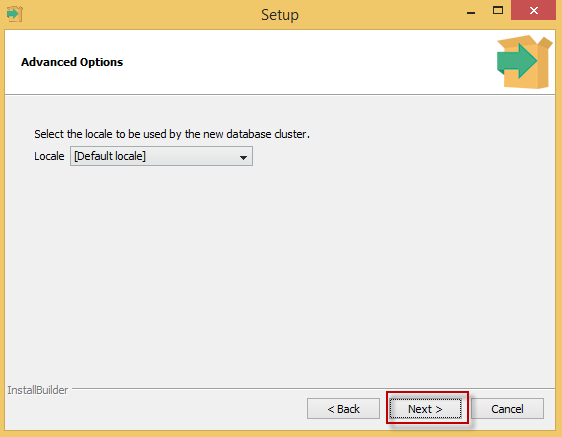 Setup
Advanced Options
Select the locale to be used by the new database cluster.
Locale [Default locale]
InstallBuilder
< Back Next > Cancel